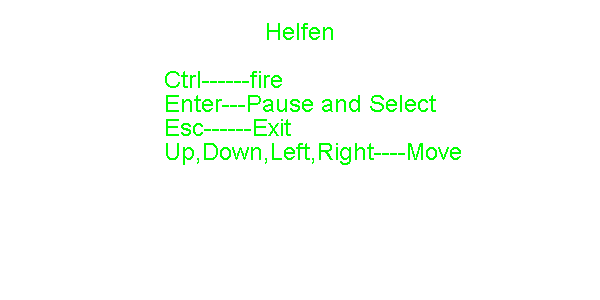 Helfen
Ctrl------fire
Enter---Pause and Select
Esc------Exit
Up,Down,Left,Right----Move